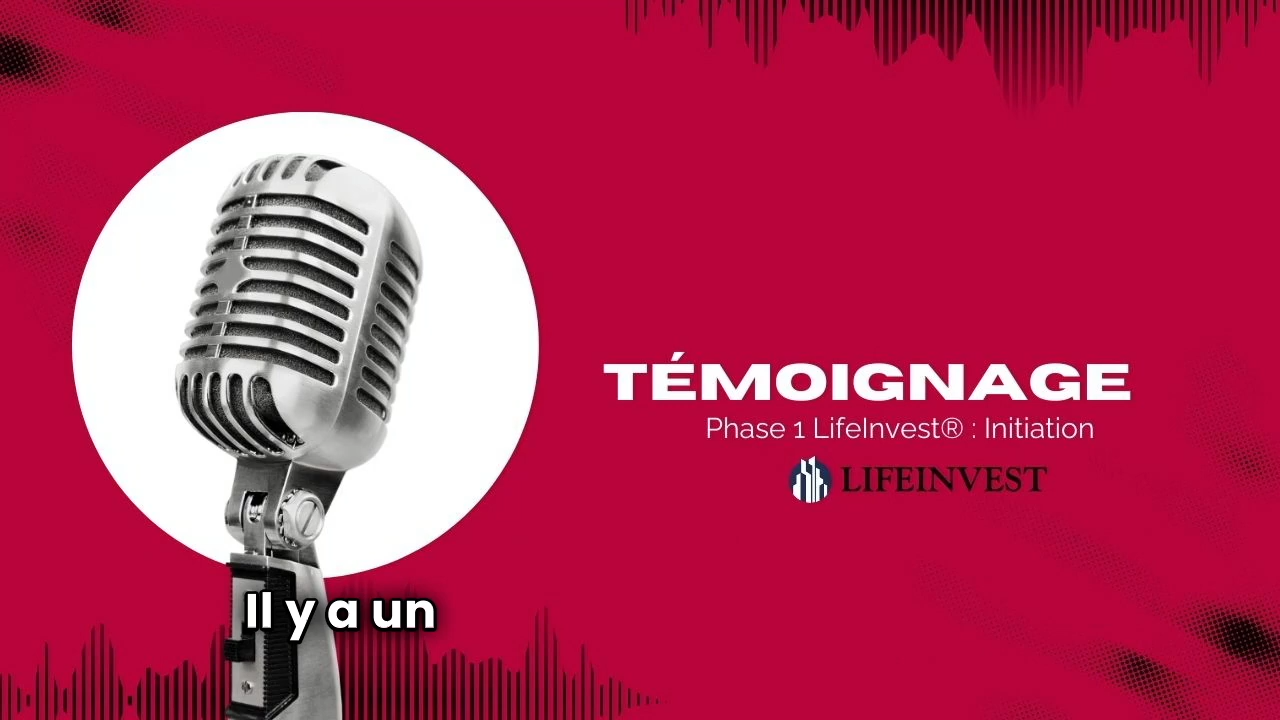 TÉMOIGNAGE
Phase 1 LifeInvest® : Initiation
LIFEINVEST
Il y a un